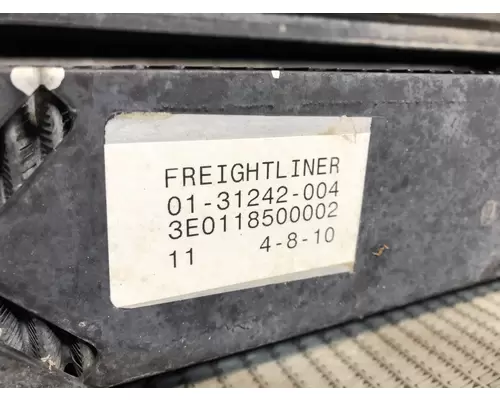 FREIGHTLINER
01-31242-004
3E0118500002
11 4-8-10